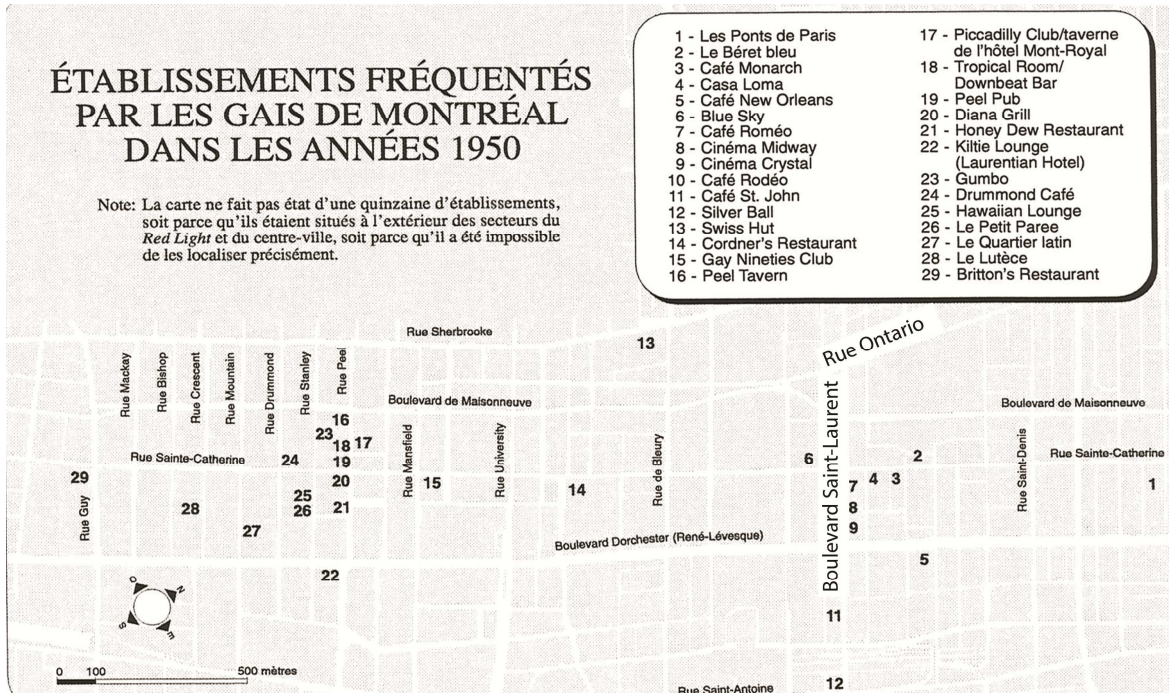 ÉTABLISSEMENTS FRÉQUENTÉS
PAR LES GAIS DE MONTRÉAL
DANS LES ANNÉES 1950
Note: La carte ne fait pas état d'une quinzaine d'établissements,
soit parce qu'ils étaient situés à l'extérieur des secteurs du
Red Light et du centre-ville, soit parce qu'il a été impossible
de les localiser précisément.
1 - Les Ponts de Paris
2 - Le Béret bleu
3 - Café Monarch
4 - Casa Loma
5 - Café New Orleans
6 - Blue Sky
7 - Café Roméo
8 - Cinéma Midway
9 - Cinéma Crystal
10 - Café Rodéo
11 - Café St. John
12 - Silver Ball
13 - Swiss Hut
14 - Cordner's Restaurant
15 - Gay Nineties Club
16 - Peel Tavern
17 - Piccadilly Club/taverne
de l'hôtel Mont-Royal
18 - Tropical Room/
Downbeat Bar
19 - Peel Pub
20 - Diana Grill
21 - Honey Dew Restaurant
22 - Kiltie Lounge
(Laurentian Hotel)
23 - Gumbo
24 - Drummond Café
25 - Hawaiian Lounge
26 - Le Petit Paree
27 - Le Quartier latin
28 - Le Lutèce
29 - Britton's Restaurant
Rue Sherbrooke
13
Rue Ontario
Rue Mackay
Rue Bishop
Rue Crescent
Rue Mountain
Rue Drummond
Rue Stanley
Rue Peel
Boulevard de Maisonneuve
Boulevard de Maisonneuve
16
23
18
17
19
Rue Sainte-Catherine
24
Rue Mansfield
Rue University
Rue de Bleury
6
Boulevard Saint-Laurent
2
Rue Saint-Denis
Rue Sainte-Catherine
29
20
15
14
7
4
3
1
25
26
21
28
8
Rue Guy
27
9
Boulevard Dorchester (René-Lévesque)
5
22
O
N
S
E
11
0
100
500 mètres
12
Rue Saint-Antoine